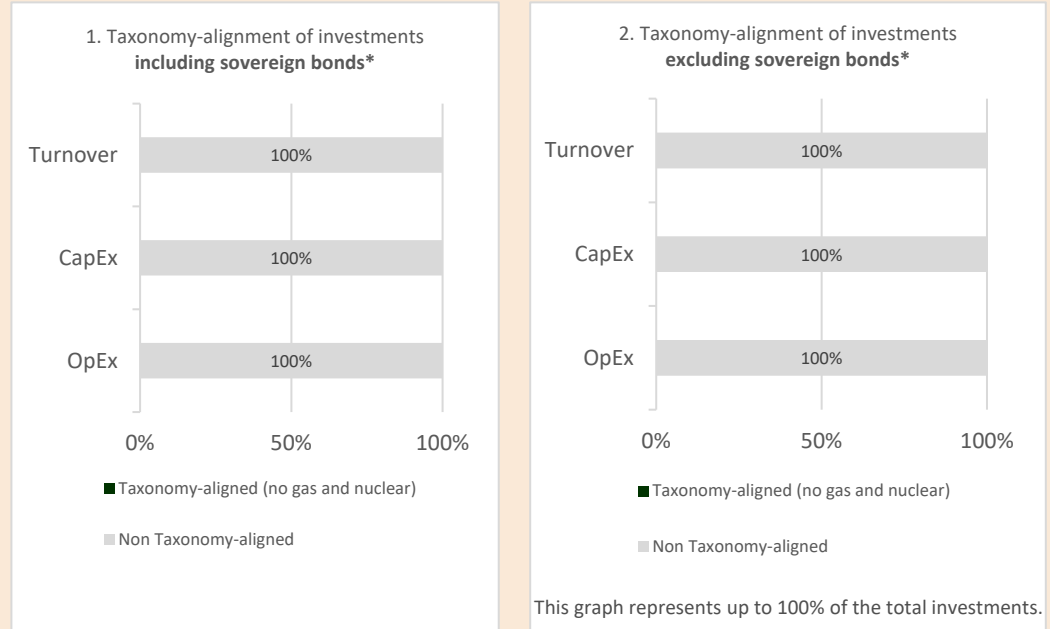 1. Taxonomy-alignment of investments
including sovereign bonds*
Turnover
100%
CapEx
100%
OpEx
100%
0% 50% 100%
Taxonomy-aligned (no gas and nuclear)
Non Taxonomy-aligned
2. Taxonomy-alignment of investments
excluding sovereign bonds*
Turnover
100%
CapEx
100%
OpEx
100%
0% 50% 100%
Taxonomy-aligned (no gas and nuclear)
Non Taxonomy-aligned
This graph represents up to 100% of the total investments.